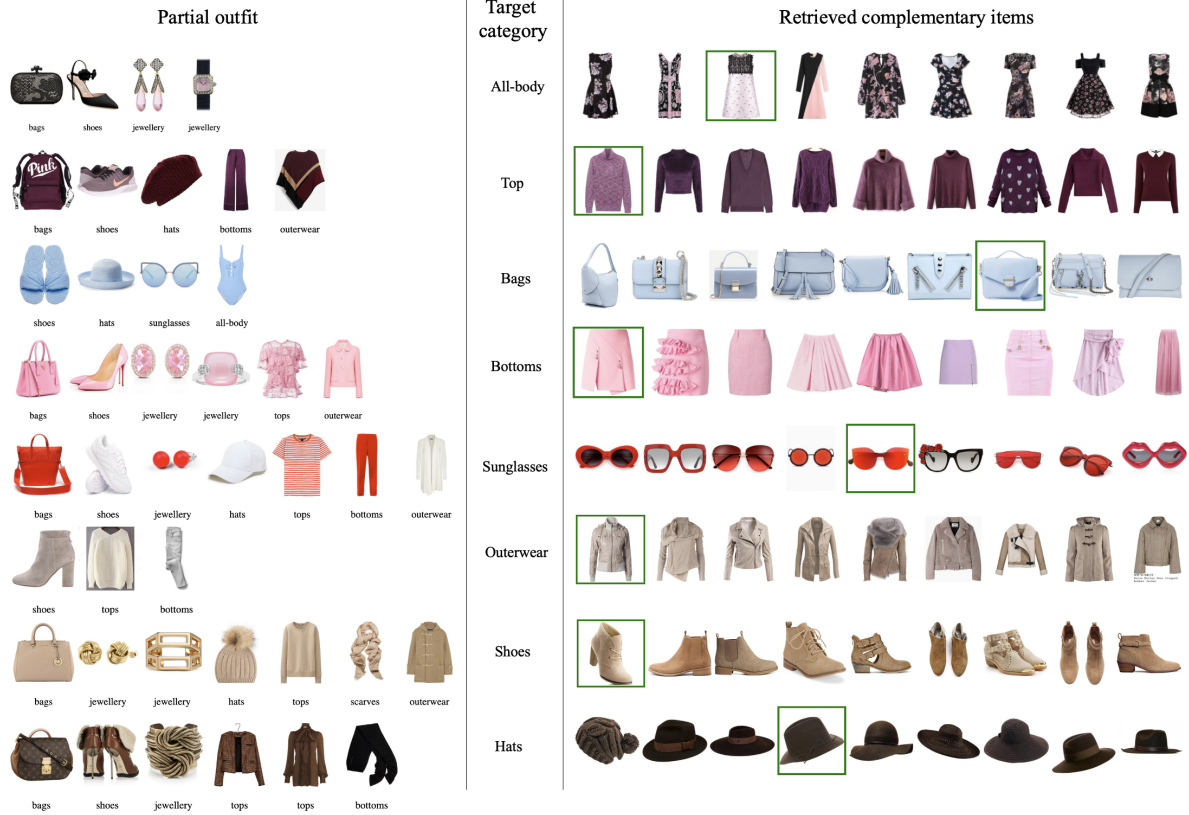 Partial outfit
Target
category
Retrieved complementary items
All-body
bags shoes jewellery jewellery
Pink
Top
bags shoes hats bottoms outerwear
Bags
shoes hats sunglasses all-body
Bottoms
bags shoes jewellery jewellery tops outerwear
Sunglasses
bags shoes jewellery hats tops bottoms outerwear
Outerwear
shoes tops bottoms
Shoes
bags jewellery jewellery hats tops scarves outerwear
Hats
bags shoes jewellery tops tops bottoms